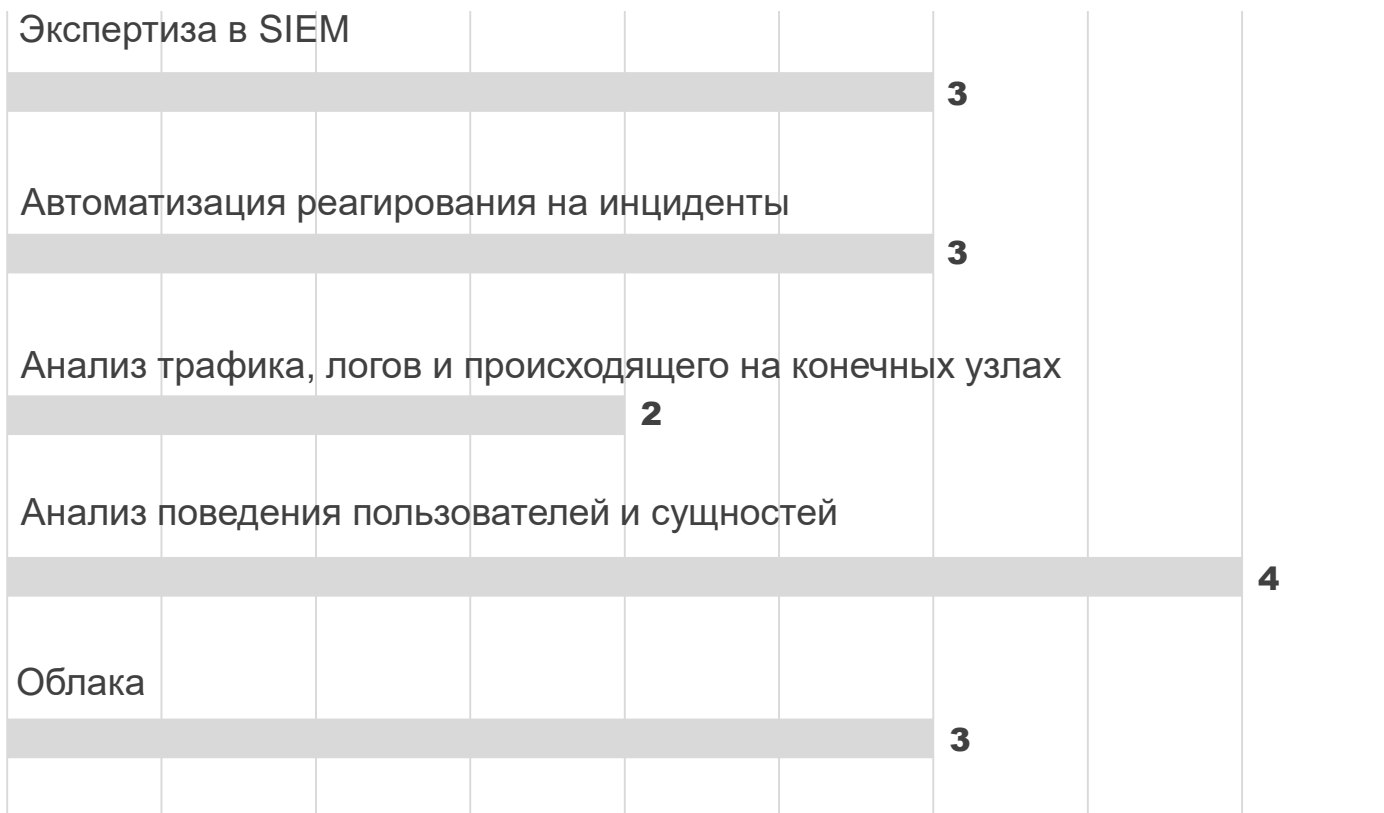 Экспертиза в SIEM
3
Автоматизация реагирования на инциденты
3
Анализ трафика, логов и происходящего на конечных узлах
2
Анализ поведения пользователей и сущностей
4
Облака
3